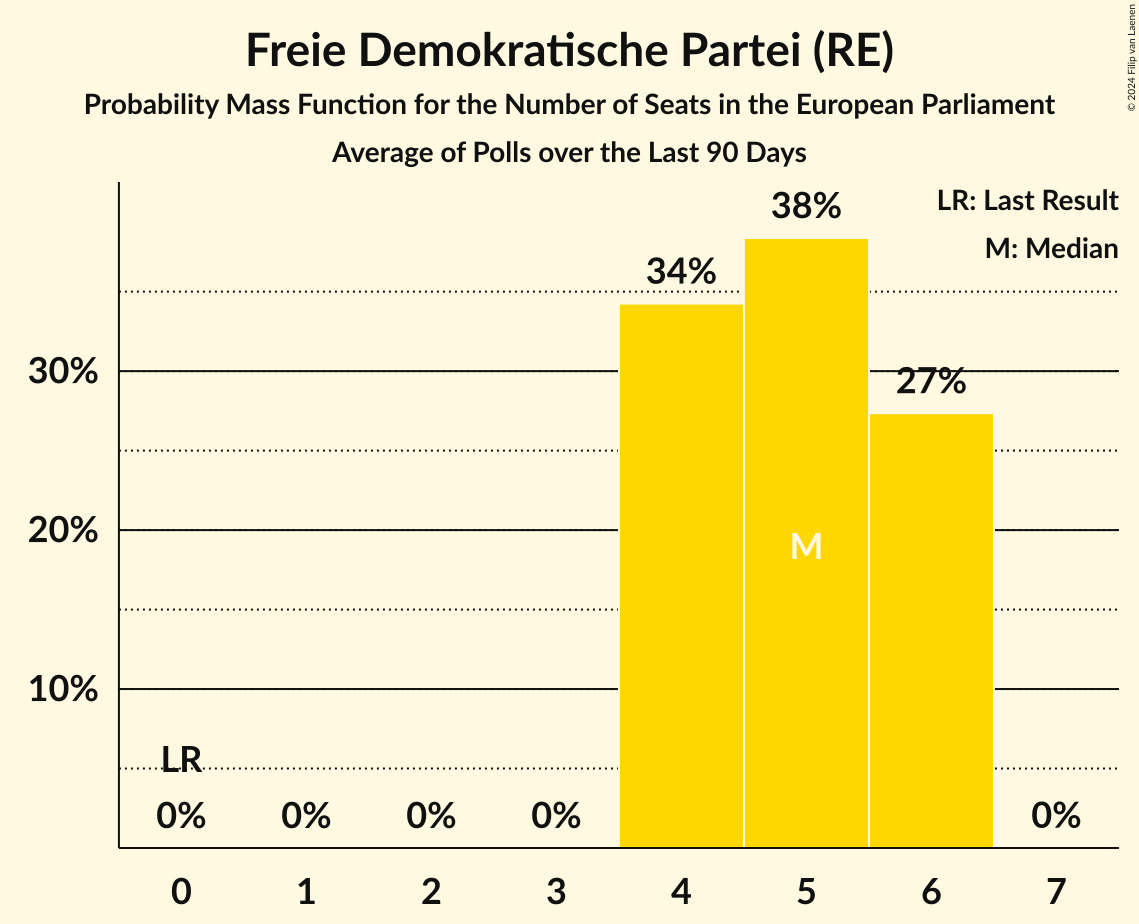 Freie Demokratische Partei (RE)
Probability Mass Function for the Number of Seats in the European Parliament
Average of Polls over the Last 90 Days
© 2024 Filip van Laenen
LR: Last Result
M: Median
38%
34%
30%
27%
20%
M
10%
LR
0% 0% 0% 0% 0%
0 1 2 3 4 5 6 7